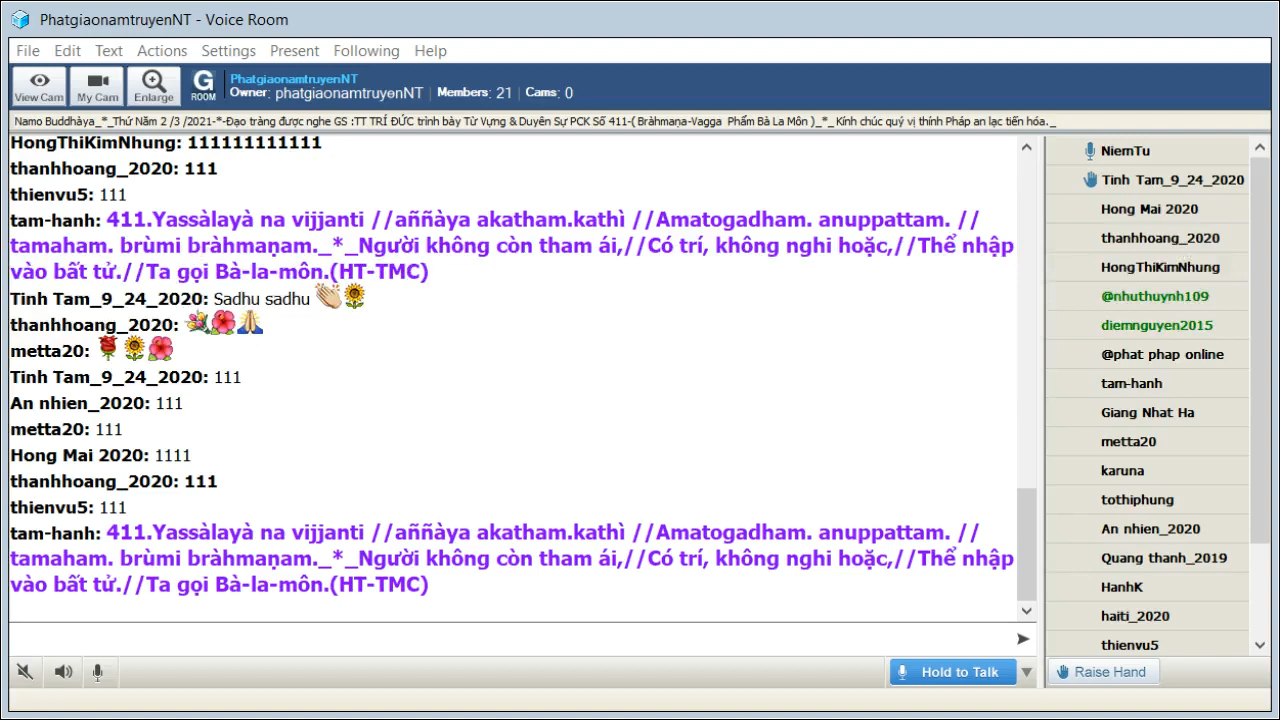 PhatgiaonamtruyenNT - Voice Room
File Edit Text Actions Settings Present Following Help
View Cam
My Cam
Enlarge
G
ROOM
PhatgiaonamtruyenNT
Owner: phatgiaonamtruyenNT | Members: 21 | Cams: 0
Namo Buddhàya_*_Thứ Năm 2 /3 /2021-*-Đạo tràng được nghe GS :TT TRÍ ĐỨC trình bày Từ Vựng & Duyên Sự PCK Số 411-( Bràhmaṇa-Vagga Phẩm Bà La Môn )_*_ Kính chúc quý vị thính Pháp an lạc tiến hóa._
HongThiKimNhung: 111111111111
thanhhoang_2020: 111
thienvu5: 111
tam-hanh: 411.Yassàlayà na vijjanti //aññàya akatham.kathì //Amatogadham. anuppattam. //
tamaham. brùmi bràhmaṇam._*_Người không còn tham ái,//Có trí, không nghi hoặc,//Thể nhập
vào bất tử.//Ta gọi Bà-la-môn.(HT-TMC)
Tinh Tam_9_24_2020: Sadhu sadhu 👏🌻
thanhhoang_2020: 💐🌺🙏
metta20: 🌹🌻🌺
Tinh Tam_9_24_2020: 111
An nhien_2020: 111
metta20: 111
Hong Mai 2020: 1111
thanhhoang_2020: 111
thienvu5: 111
tam-hanh: 411.Yassàlayà na vijjanti //aññàya akatham.kathì //Amatogadham. anuppattam. //
tamaham. brùmi bràhmaṇam._*_Người không còn tham ái,//Có trí, không nghi hoặc,//Thể nhập
vào bất tử.//Ta gọi Bà-la-môn.(HT-TMC)
NiemTu
Tinh Tam_9_24_2020
Hong Mai 2020
thanhhoang_2020
HongThiKimNhung
@nhuthuynh109
diemnguyen2015
@phat phap online
tam-hanh
Giang Nhat Ha
metta20
karuna
tothiphung
An nhien_2020
Quang thanh_2019
HanhK
haiti_2020
thienvu5
Hold to Talk
Raise Hand